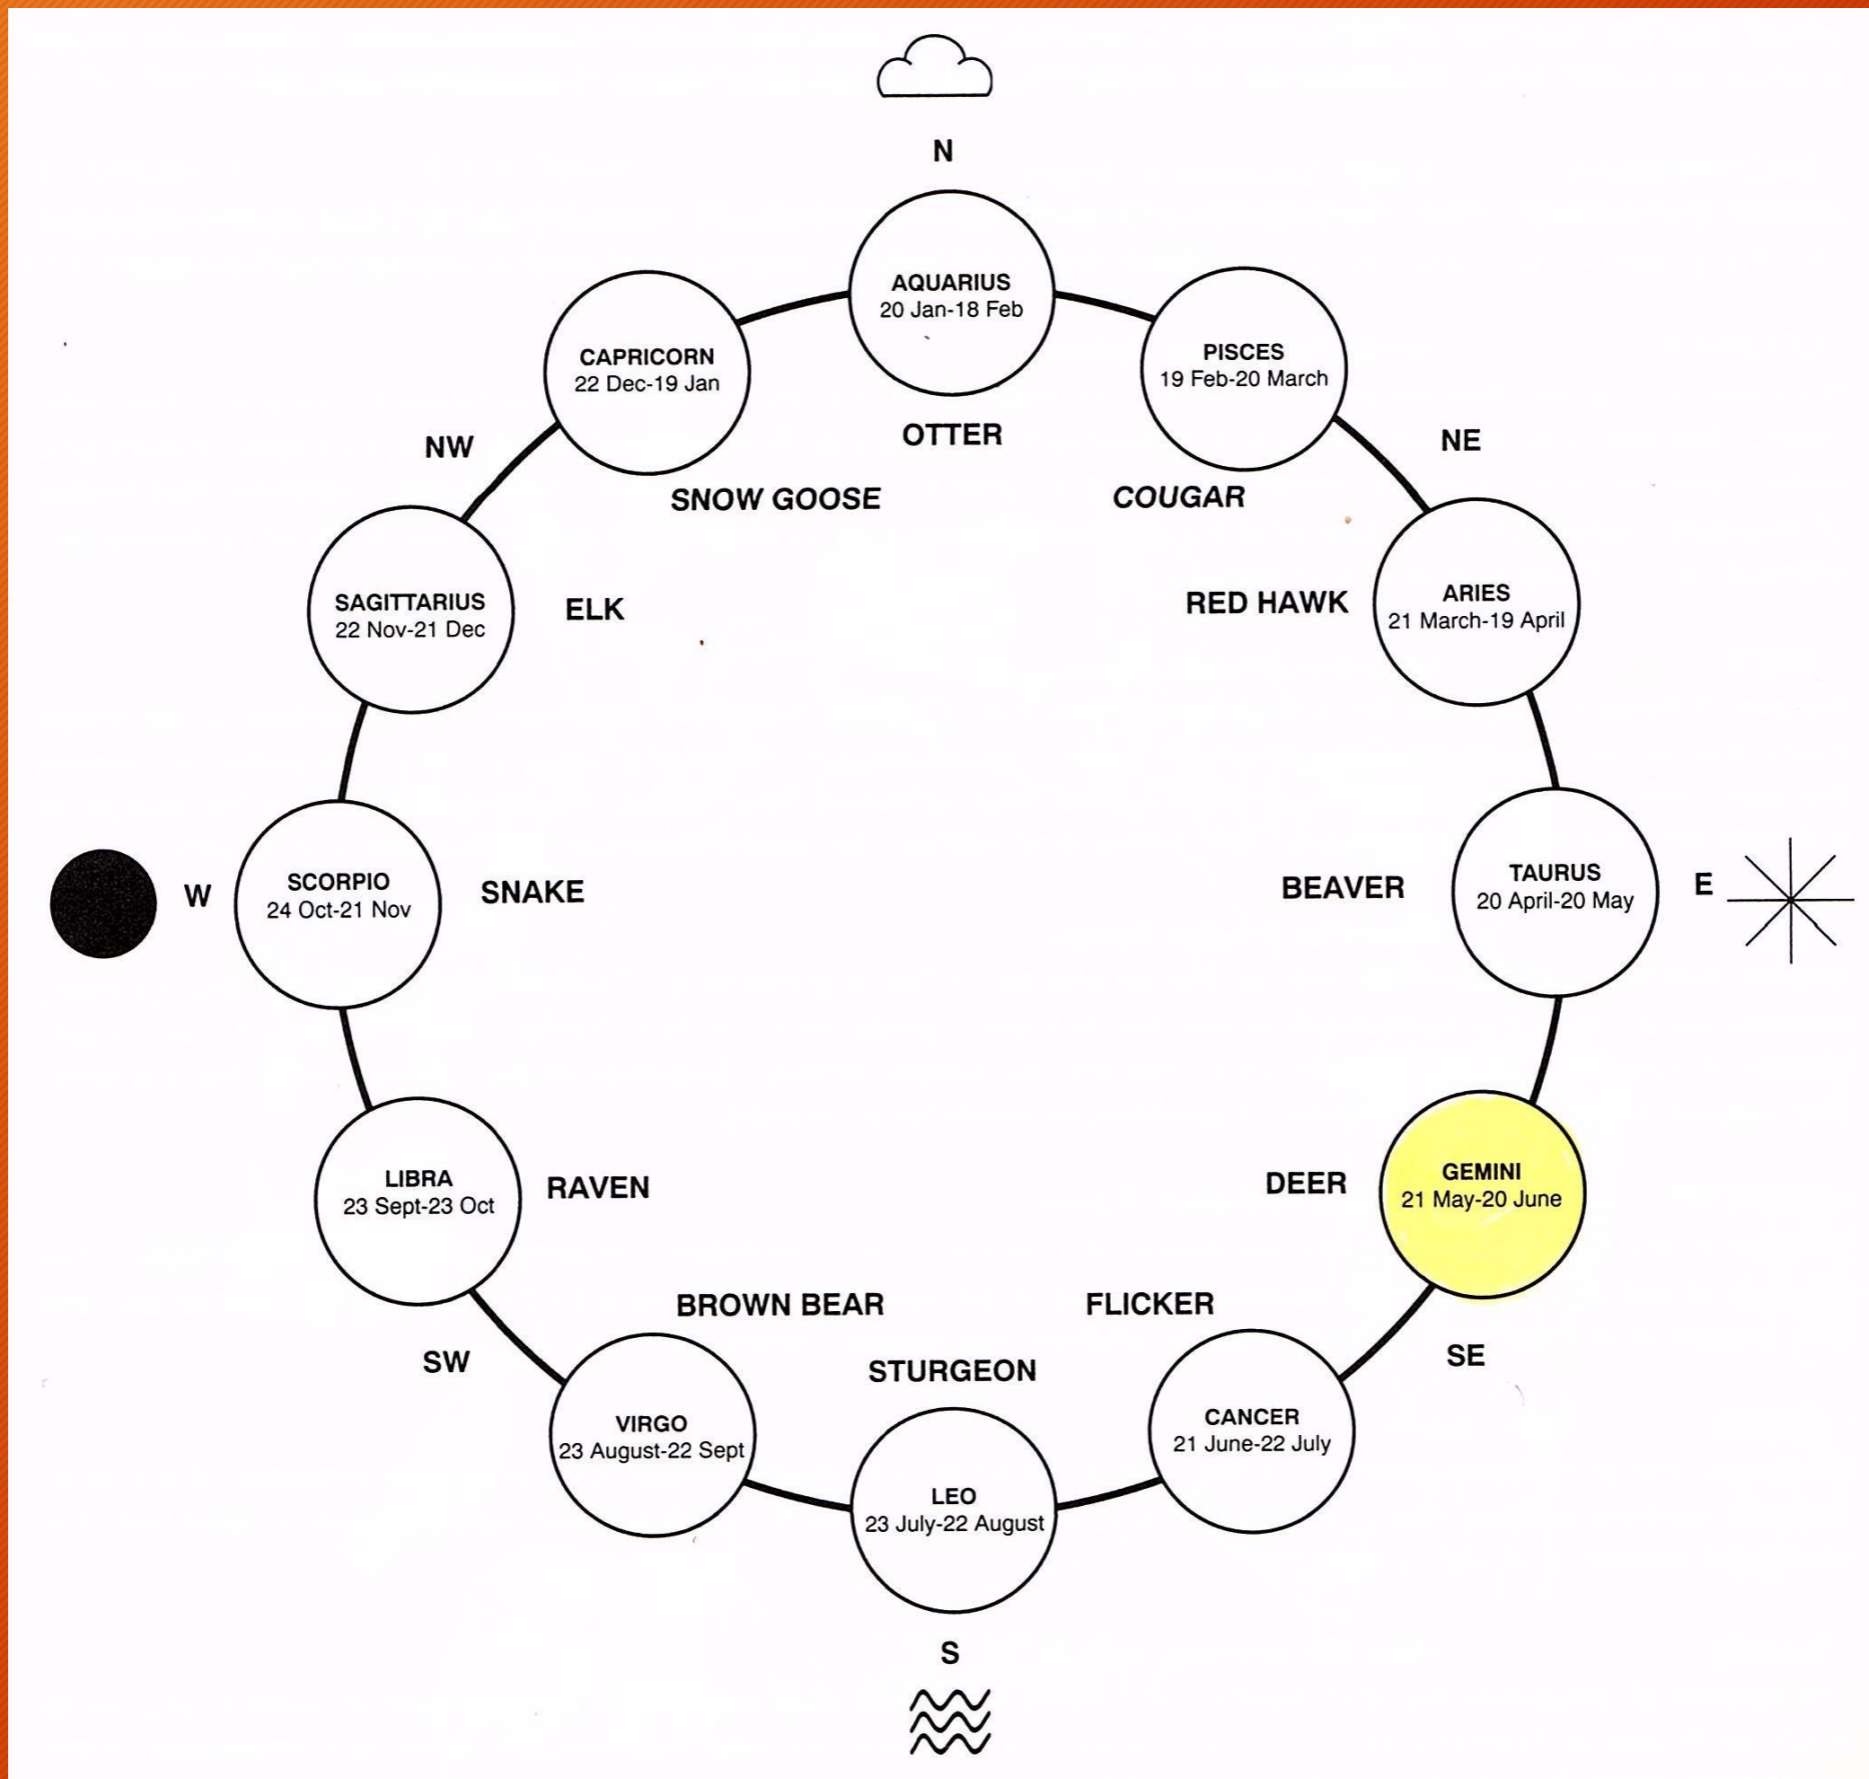 N
AQUARIUS
20 Jan-18 Feb
OTTER
PISCES
19 Feb-20 March
COUGAR
NE
ARIES
21 March-19 April
RED HAWK
TAURUS
20 April-20 May
BEAVER
E
GEMINI
21 May-20 June
DEER
SE
CANCER
21 June-22 July
FLICKER
LEO
23 July-22 August
STURGEON
S
VIRGO
23 August-22 Sept
BROWN BEAR
SW
LIBRA
23 Sept-23 Oct
RAVEN
SCORPIO
24 Oct-21 Nov
SNAKE
W
SAGITTARIUS
22 Nov-21 Dec
ELK
NW
CAPRICORN
22 Dec-19 Jan
SNOW GOOSE